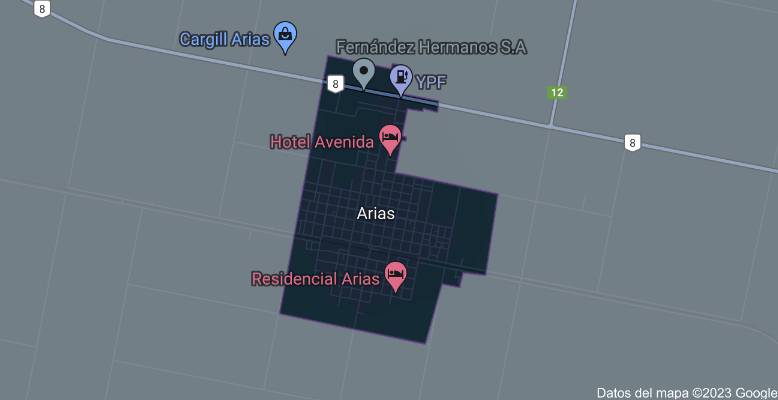 8
Cargill Arias
Fernández Hermanos S.A
8
YPF
12
Hotel Avenida
8
Arias
Residencial Arias
Datos del mapa ©2023 Google